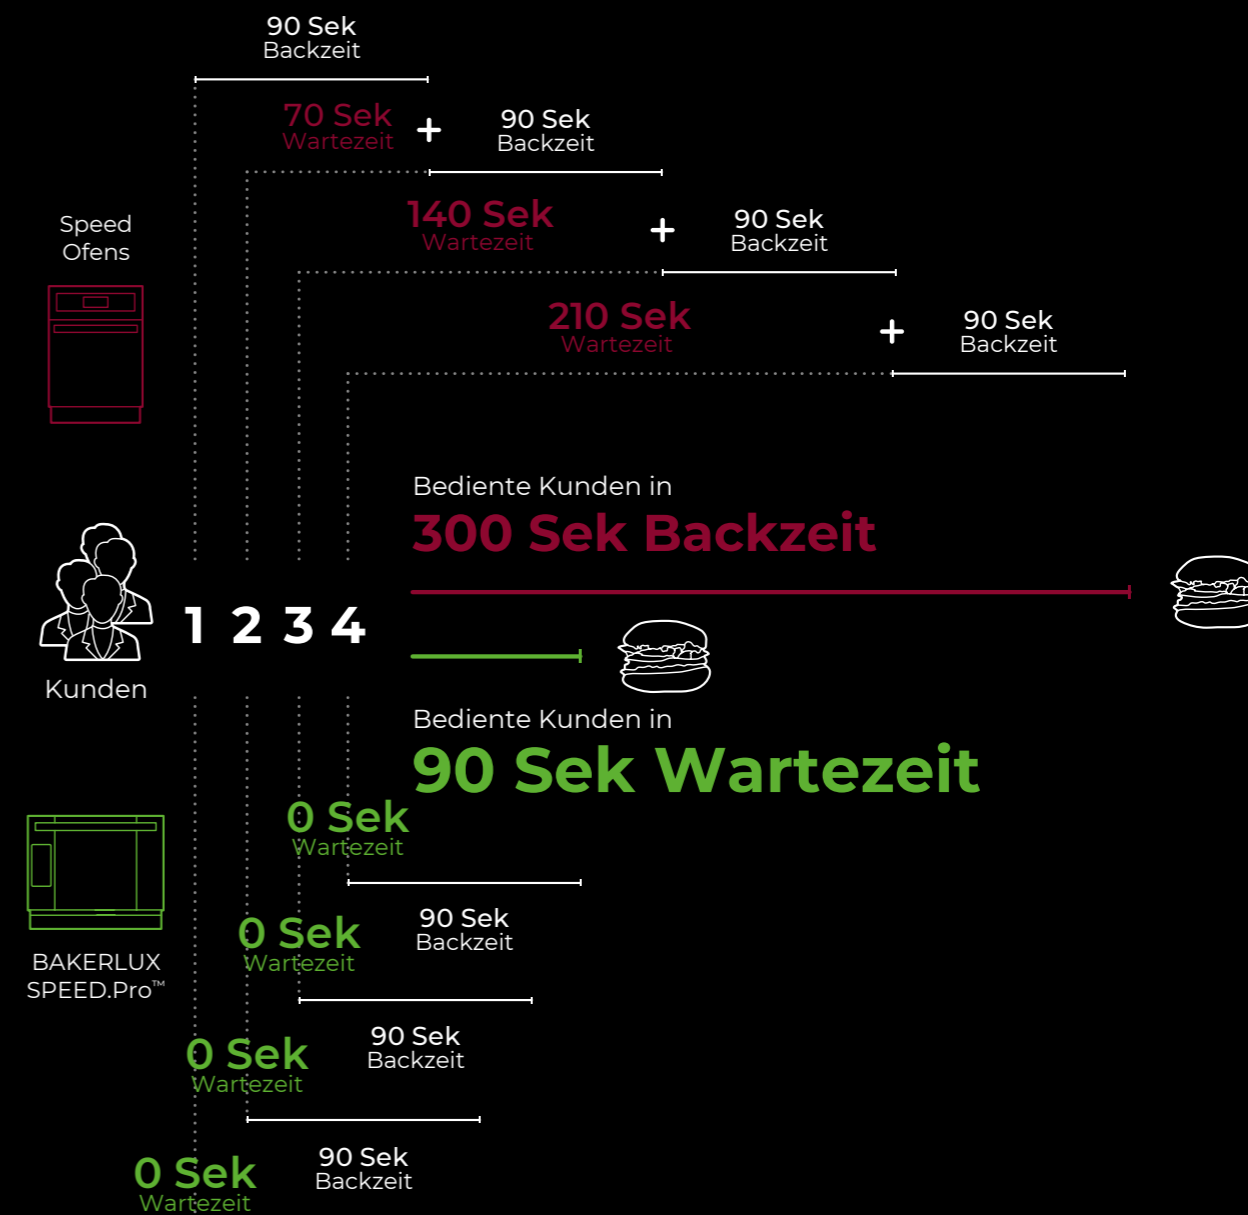 90 Sek
Backzeit
70 Sek
Wartezeit
+
90 Sek
Backzeit
140 Sek
Wartezeit
+
90 Sek
Backzeit
210 Sek
Wartezeit
+
90 Sek
Backzeit
Speed
Ofens
Bediente Kunden in
300 Sek Backzeit
1 2 3 4
Kunden
Bediente Kunden in
90 Sek Wartezeit
0 Sek
Wartezeit
90 Sek
Backzeit
BAKERLUX
SPEED.Pro™
0 Sek
Wartezeit
90 Sek
Backzeit
0 Sek
Wartezeit
90 Sek
Backzeit
0 Sek
Wartezeit